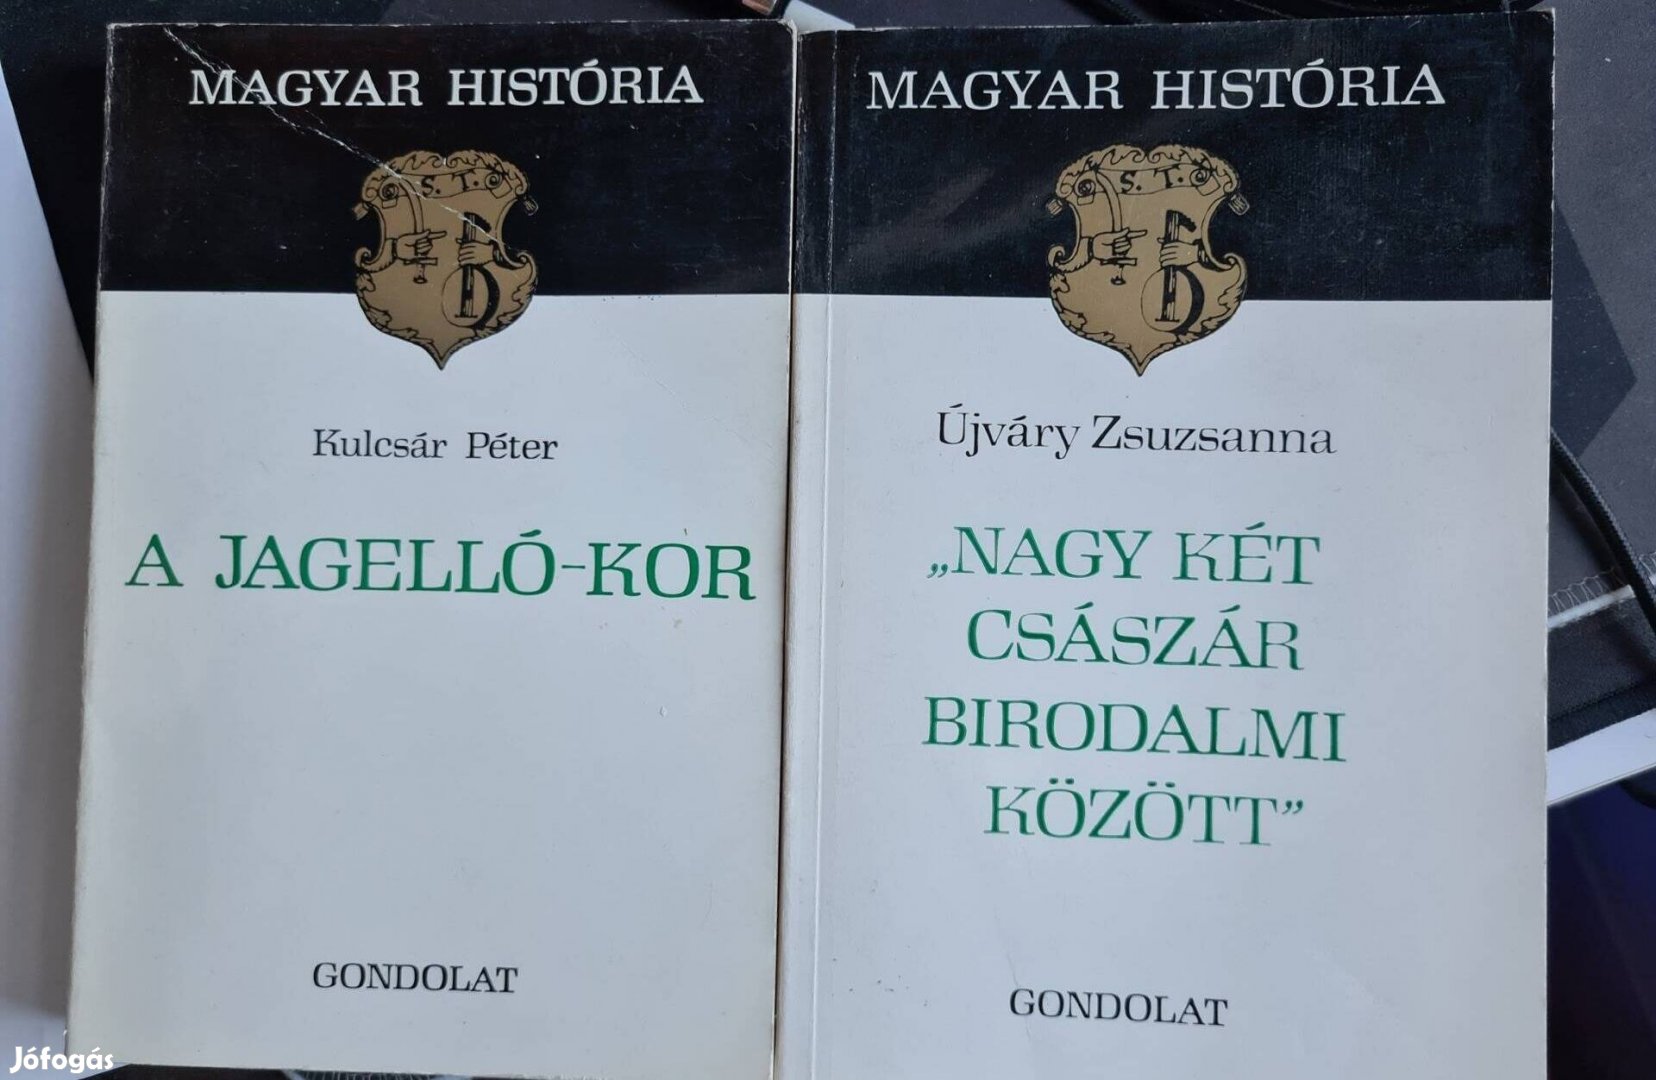 MAGYAR HISTÓRIA
S. T.
Kulcsár Péter
A JAGELLÓ-KOR
GONDOLAT
MAGYAR HISTÓRIA
S. T.
Újváry Zsuzsanna
„NAGY KÉT
CSÁSZÁR
BIRODALMI
KÖZÖTT”
GONDOLAT
Jófogás